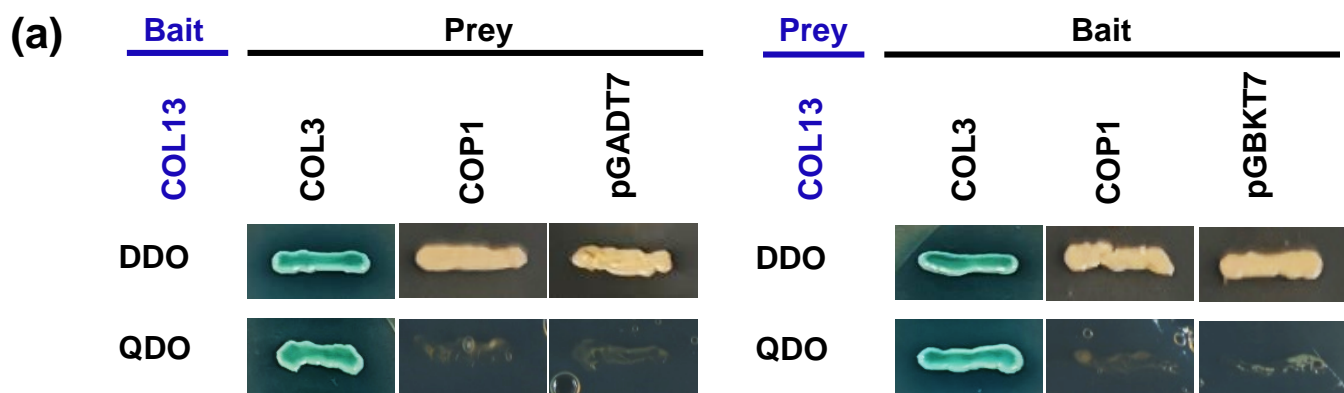 (a)
Bait Prey
COL13 COL3 COP1 pGADT7
DDO
QDO
Prey Bait
COL13 COL3 COP1 pGBKT7
DDO
QDO